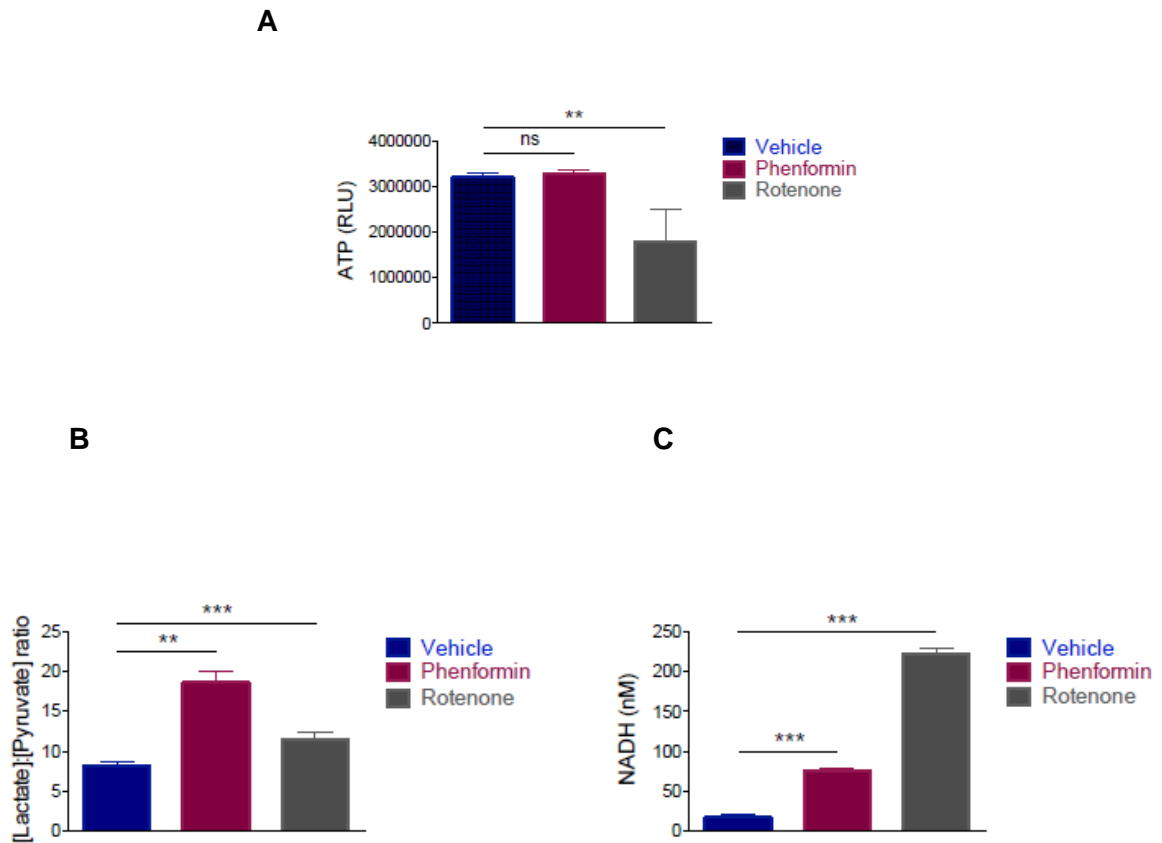 A
**
ns
4000000
3000000
2000000
1000000
0
ATP (RLU)
Vehicle
Phenformin
Rotenone
B
***
**
25
20
15
10
5
0
[Lactate]:[Pyruvate] ratio
Vehicle
Phenformin
Rotenone
C
***
***
250
200
150
100
50
0
NADH (nM)
Vehicle
Phenformin
Rotenone